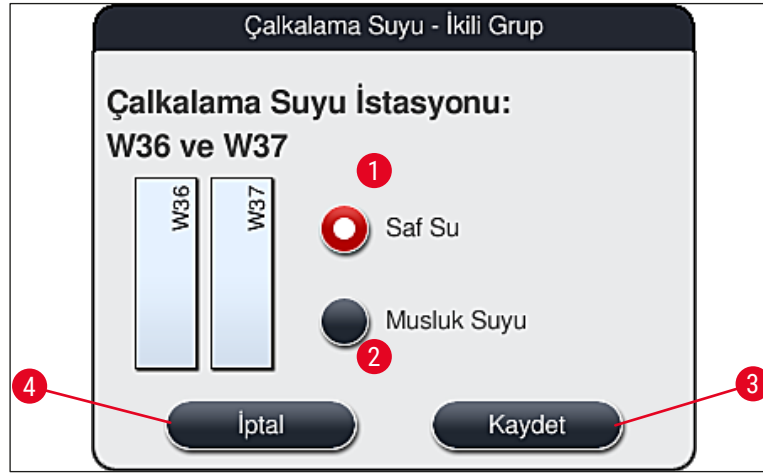 Çalkalama Suyu - İkili Grup
Çalkalama Suyu İstasyonu:
W36 ve W37
W36
W37
1
Saf Su
Musluk Suyu
2
4
3
İptal
Kaydet